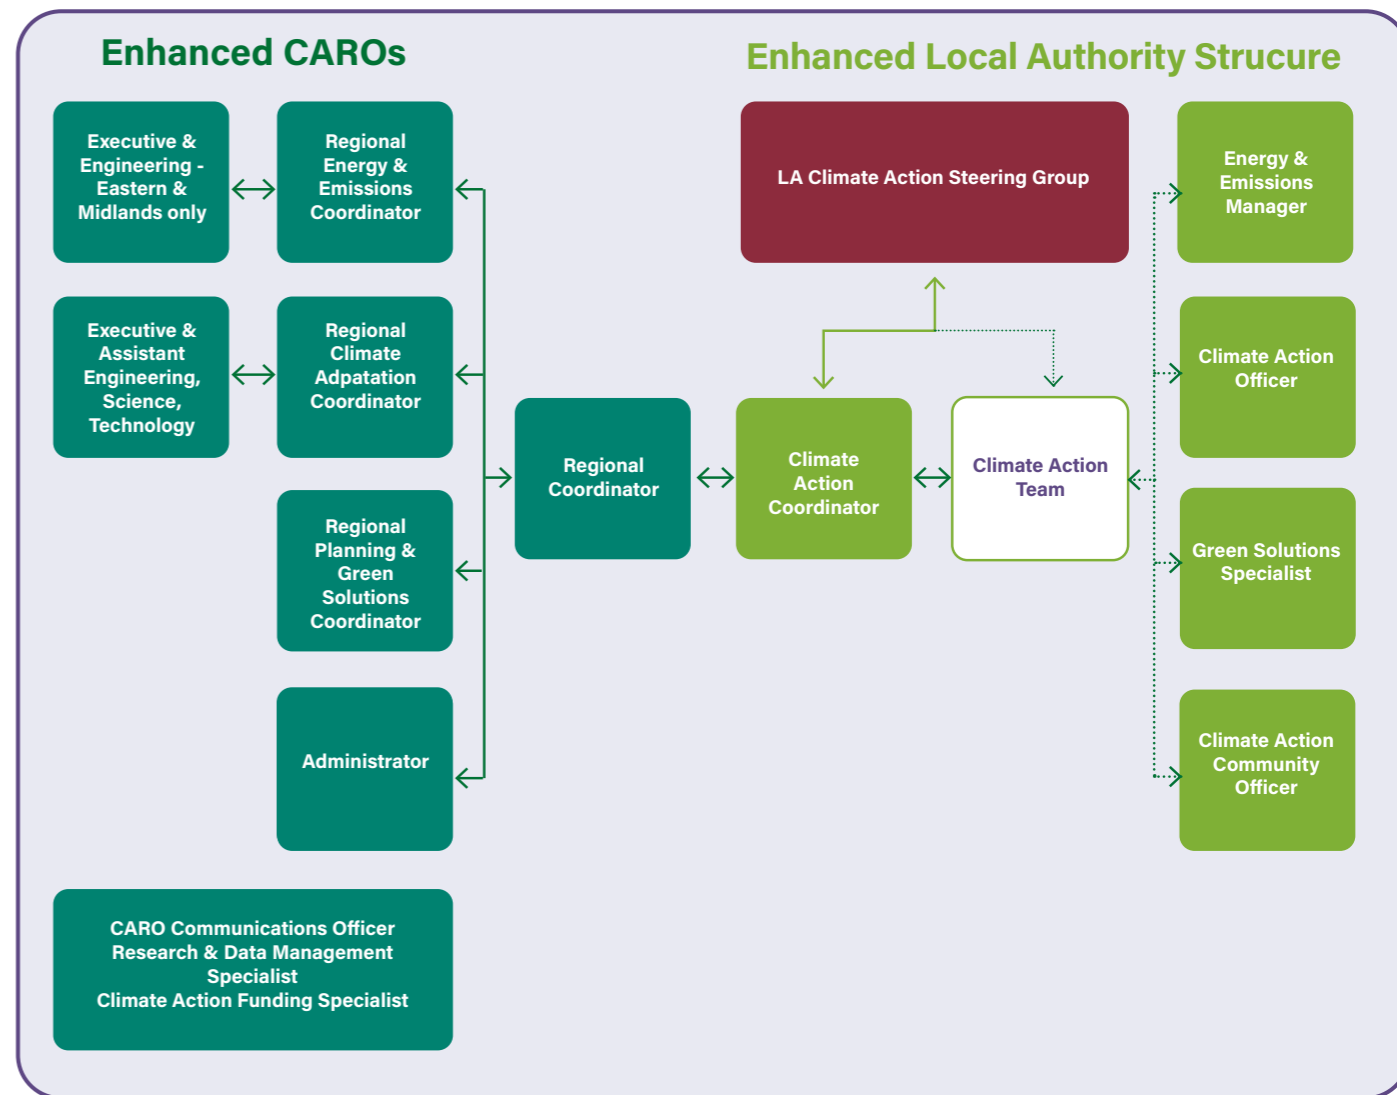 Enhanced CAROs
Enhanced Local Authority Strucure
Executive &
Engineering -
Eastern &
Midlands only
Regional
Energy &
Emissions
Coordinator
LA Climate Action Steering Group
Energy &
Emissions
Manager
Executive &
Assistant
Engineering,
Science,
Technology
Regional
Climate
Adpatation
Coordinator
Climate Action
Officer
Regional
Coordinator
Climate
Action
Coordinator
Climate Action
Team
Regional
Planning &
Green
Solutions
Coordinator
Green Solutions
Specialist
Administrator
Climate Action
Community
Officer
CARO Communications Officer
Research & Data Management
Specialist
Climate Action Funding Specialist